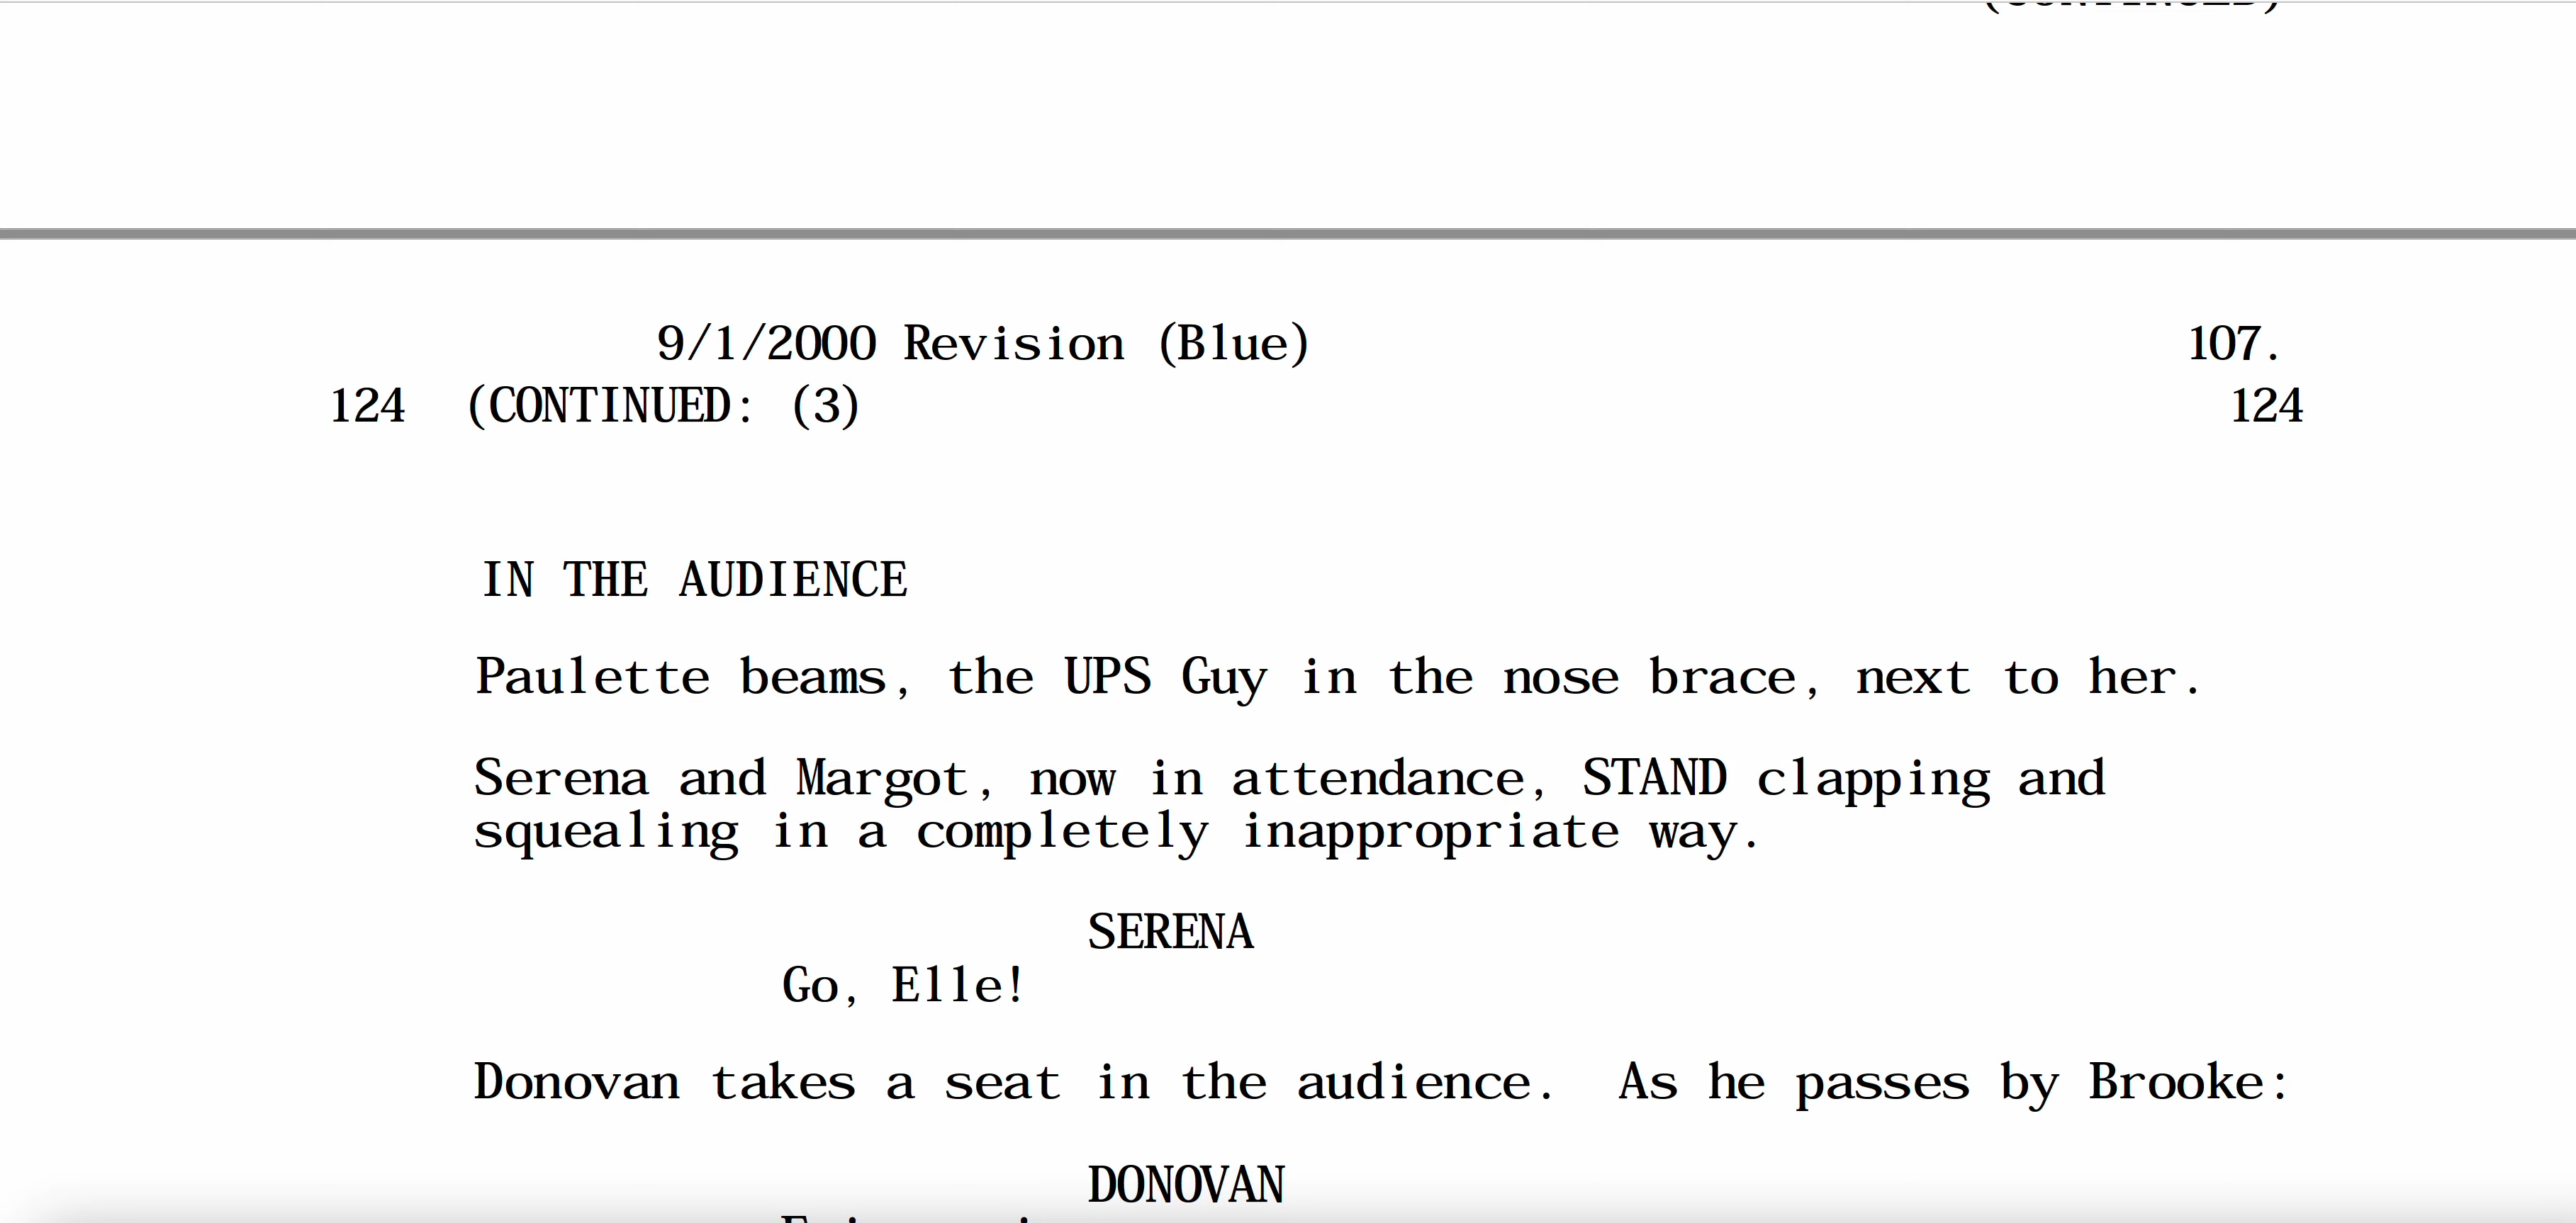 9/1/2000 Revision (Blue) 107.
124 (CONTINUED: (3) 124
IN THE AUDIENCE
Paulette beams, the UPS Guy in the nose brace, next to her.
Serena and Margot, now in attendance, STAND clapping and
squealing in a completely inappropriate way.
SERENA
Go, Elle!
Donovan takes a seat in the audience. As he passes by Brooke:
DONOVAN